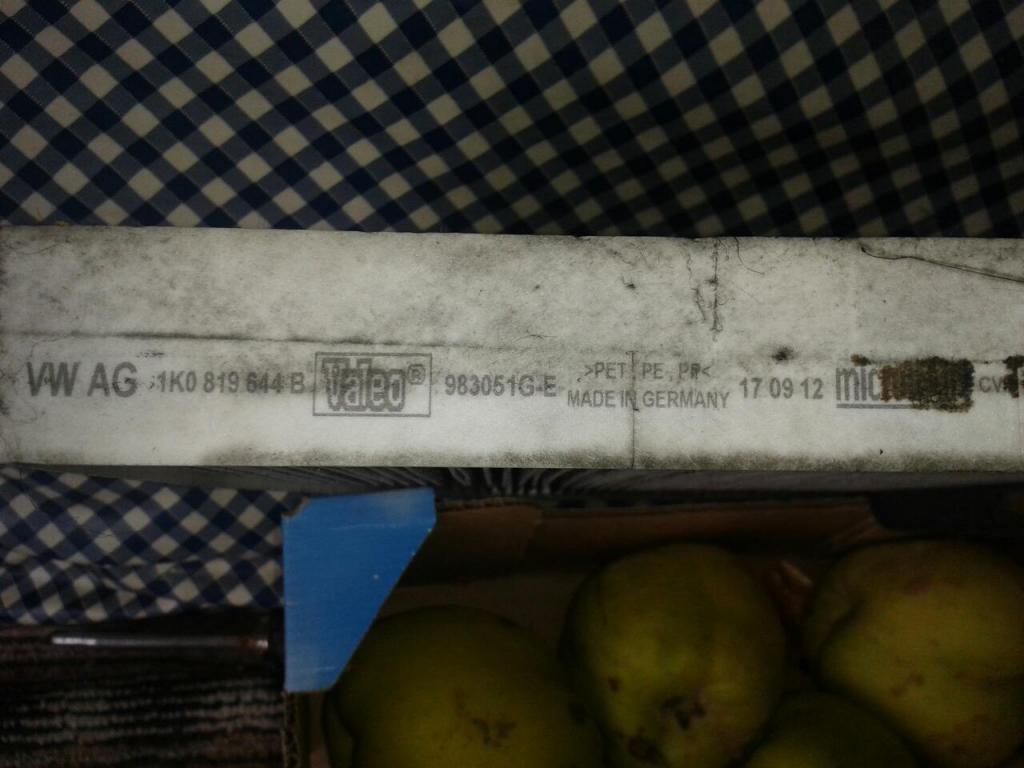 VW AG 1K0 819 644 B Valeo® 983051G-E >PET, PE, PP< 17 09 12
MADE IN GERMANY